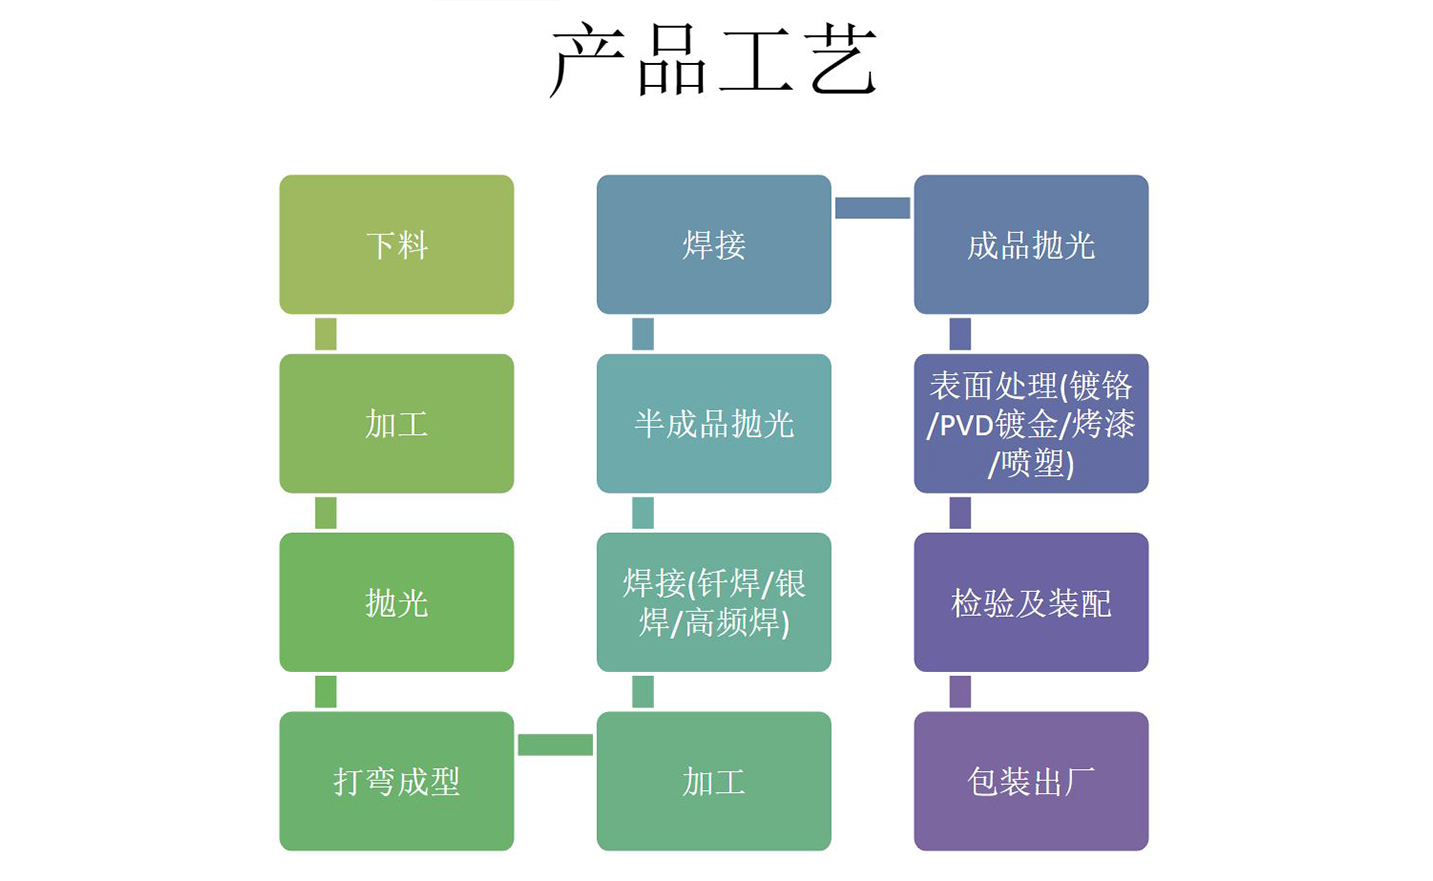 产品工艺
下料
加工
抛光
打弯成型
加工
焊接(钎焊/银
焊/高频焊)
半成品抛光
焊接
成品抛光
表面处理(镀铬
/PVD镀金/烤漆
/喷塑)
检验及装配
包装出厂